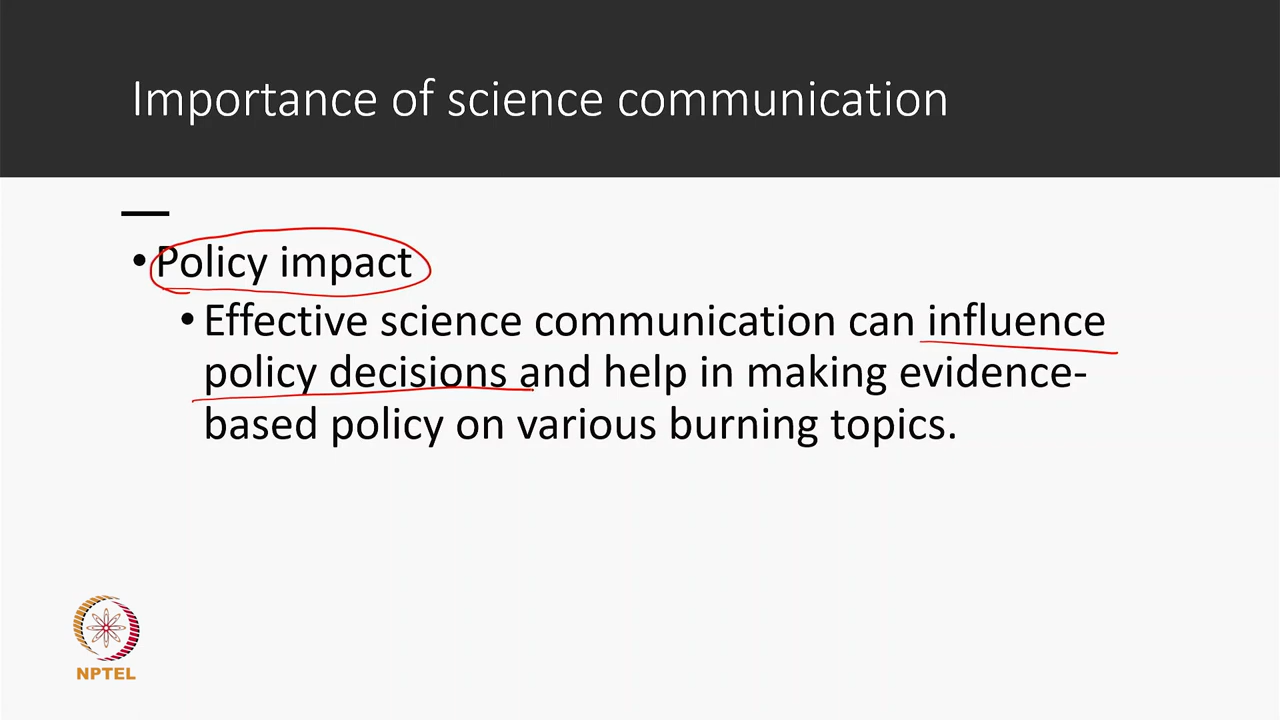 Importance of science communication
• Policy impact
• Effective science communication can influence
policy decisions and help in making evidence-
based policy on various burning topics.
NPTEL